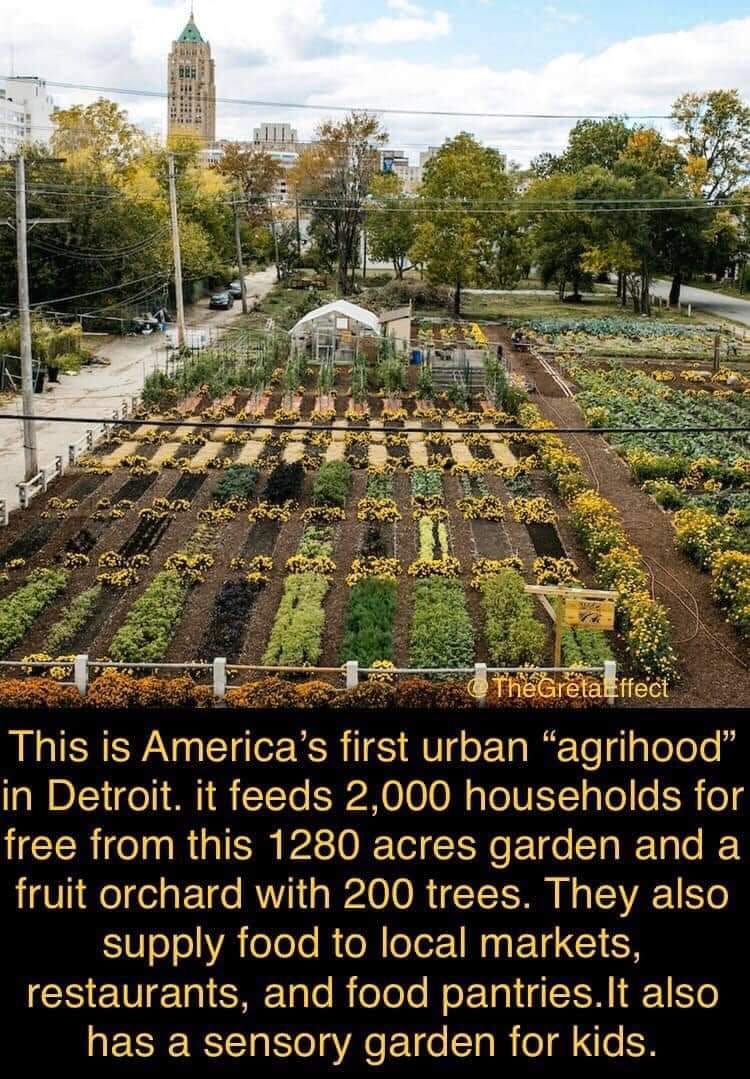 © TheGretaEffect
This is America’s first urban “agrihood”
in Detroit. it feeds 2,000 households for
free from this 1280 acres garden and a
fruit orchard with 200 trees. They also
supply food to local markets,
restaurants, and food pantries.It also
has a sensory garden for kids.